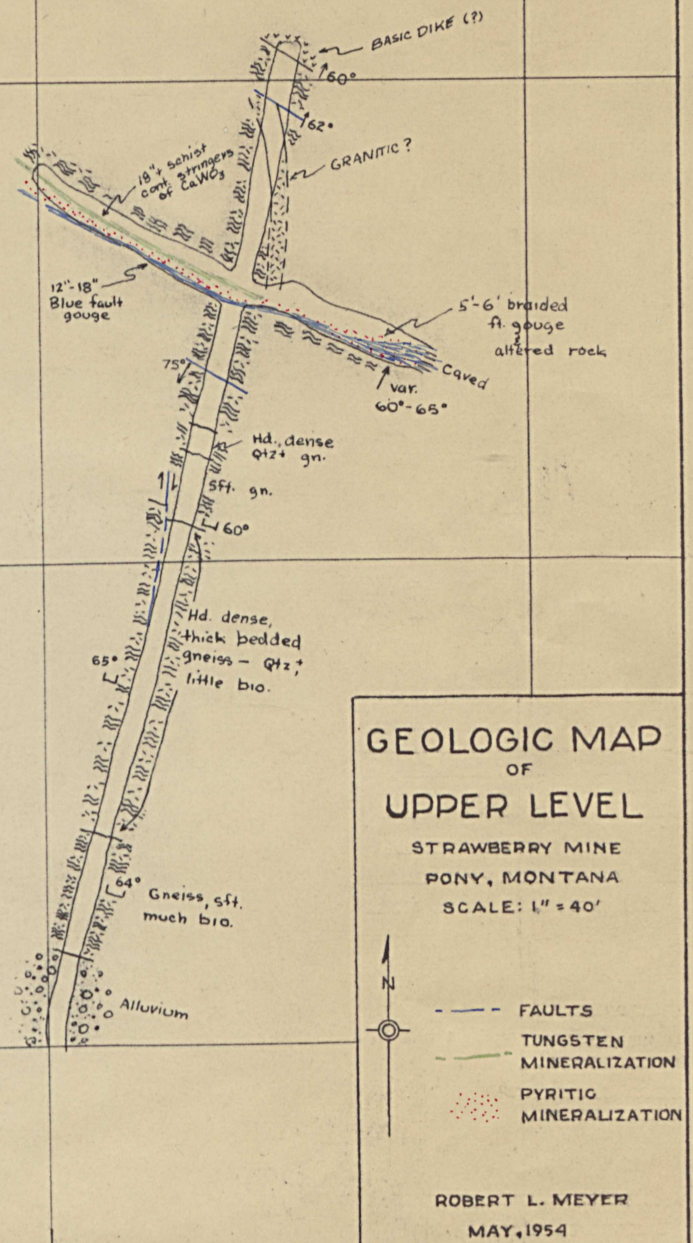 BASIC DIKE (?)
60°
62°
GRANITIC ?
18"+ schist
cont. stringers
of CaWO3
12"-18"
Blue fault
gouge
5'-6' braided
ft. gouge
&
altered rock
Caved
var.
60°-65°
75°
Hd., dense
Qtz+ gn.
Sft. gn.
60°
Hd. dense,
thick bedded
gneiss - Qtz+
little bio.
65°
64°
Gneiss, sft.
much bio.
Alluvium
GEOLOGIC MAP
OF
UPPER LEVEL
STRAWBERRY MINE
PONY, MONTANA
SCALE: 1" = 40'
N
FAULTS
TUNGSTEN
MINERALIZATION
PYRITIC
MINERALIZATION
ROBERT L. MEYER
MAY, 1954